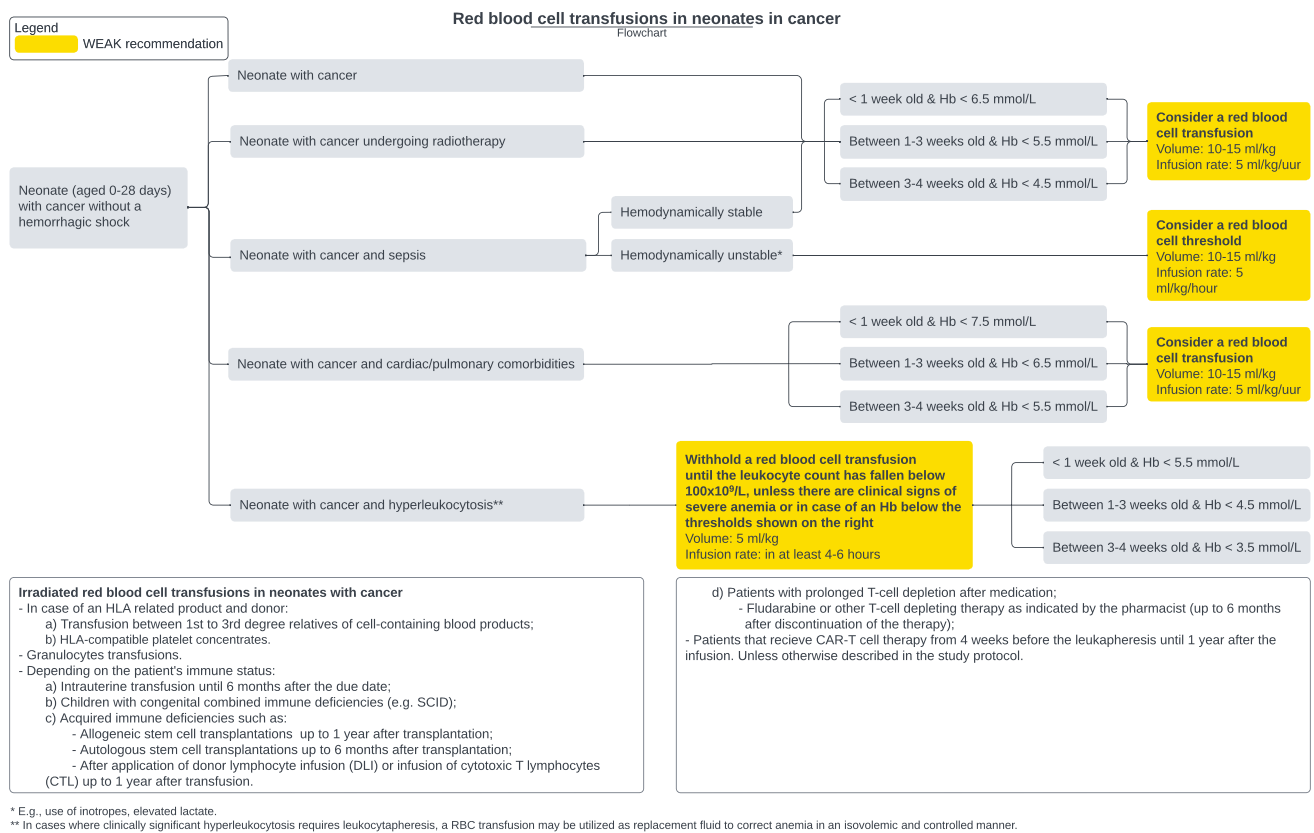 Red blood cell transfusions in neonates in cancer
Flowchart
Legend
WEAK recommendation
Neonate (aged 0-28 days)
with cancer without a
hemorrhagic shock
Neonate with cancer
Neonate with cancer undergoing radiotherapy
Neonate with cancer and sepsis
Hemodynamically stable
Hemodynamically unstable*
< 1 week old & Hb < 6.5 mmol/L
Between 1-3 weeks old & Hb < 5.5 mmol/L
Between 3-4 weeks old & Hb < 4.5 mmol/L
Consider a red blood
cell transfusion
Volume: 10-15 ml/kg
Infusion rate: 5 ml/kg/uur
Consider a red blood
cell threshold
Volume: 10-15 ml/kg
Infusion rate: 5
ml/kg/hour
Neonate with cancer and cardiac/pulmonary comorbidities
< 1 week old & Hb < 7.5 mmol/L
Between 1-3 weeks old & Hb < 6.5 mmol/L
Between 3-4 weeks old & Hb < 5.5 mmol/L
Consider a red blood
cell transfusion
Volume: 10-15 ml/kg
Infusion rate: 5 ml/kg/uur
Neonate with cancer and hyperleukocytosis**
Withhold a red blood cell transfusion
until the leukocyte count has fallen below
100x10⁹/L, unless there are clinical signs of
severe anemia or in case of an Hb below the
thresholds shown on the right
Volume: 5 ml/kg
Infusion rate: in at least 4-6 hours
< 1 week old & Hb < 5.5 mmol/L
Between 1-3 weeks old & Hb < 4.5 mmol/L
Between 3-4 weeks old & Hb < 3.5 mmol/L
Irradiated red blood cell transfusions in neonates with cancer
- In case of an HLA related product and donor:
a) Transfusion between 1st to 3rd degree relatives of cell-containing blood products;
b) HLA-compatible platelet concentrates.
- Granulocytes transfusions.
- Depending on the patient's immune status:
a) Intrauterine transfusion until 6 months after the due date;
b) Children with congenital combined immune deficiencies (e.g. SCID);
c) Acquired immune deficiencies such as:
- Allogeneic stem cell transplantations up to 1 year after transplantation;
- Autologous stem cell transplantations up to 6 months after transplantation;
- After application of donor lymphocyte infusion (DLI) or infusion of cytotoxic T lymphocytes
(CTL) up to 1 year after transfusion.
d) Patients with prolonged T-cell depletion after medication;
- Fludarabine or other T-cell depleting therapy as indicated by the pharmacist (up to 6 months
after discontinuation of the therapy);
- Patients that recieve CAR-T cell therapy from 4 weeks before the leukapheresis until 1 year after the
infusion. Unless otherwise described in the study protocol.
* E.g., use of inotropes, elevated lactate.
** In cases where clinically significant hyperleukocytosis requires leukocytapheresis, a RBC transfusion may be utilized as replacement fluid to correct anemia in an isovolemic and controlled manner.